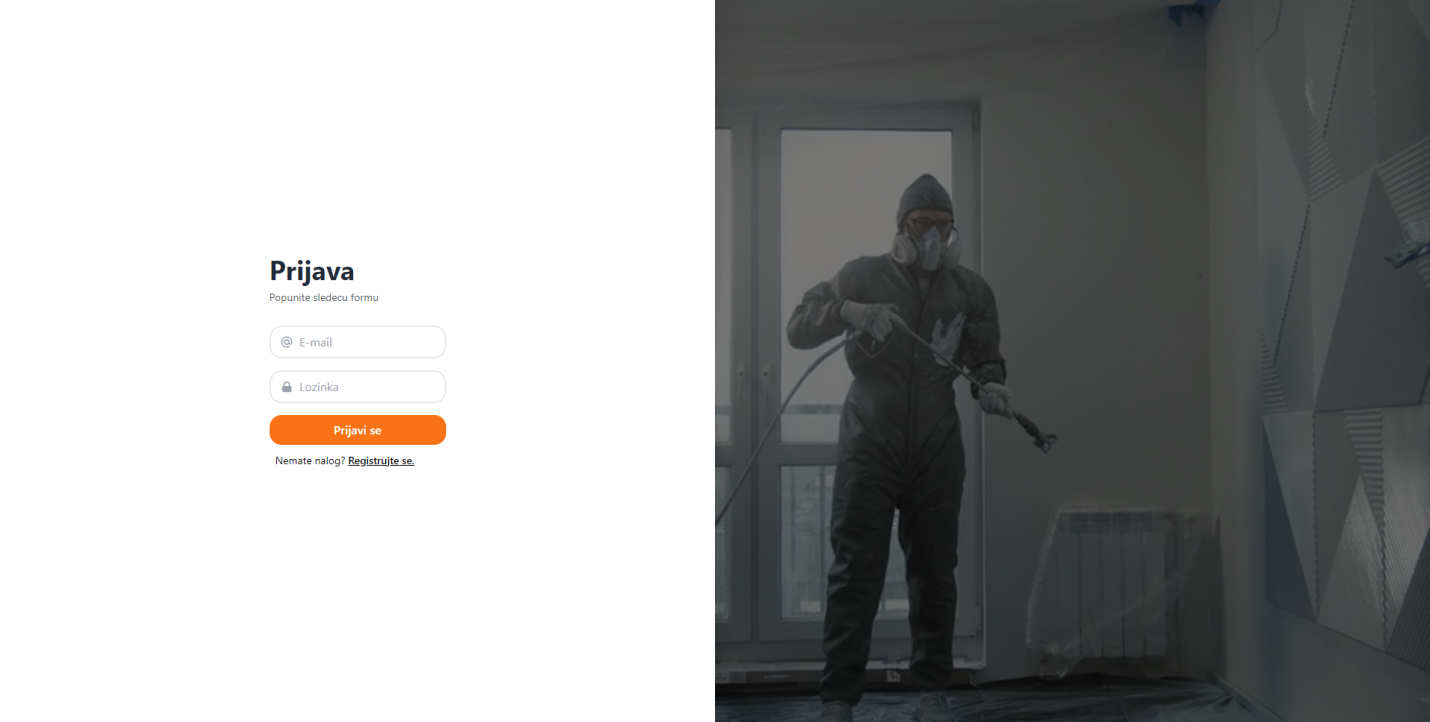 Prijava
Popunite sledecu formu
E-mail
Lozinka
Prijavi se
Nemate nalog? Registrujte se.